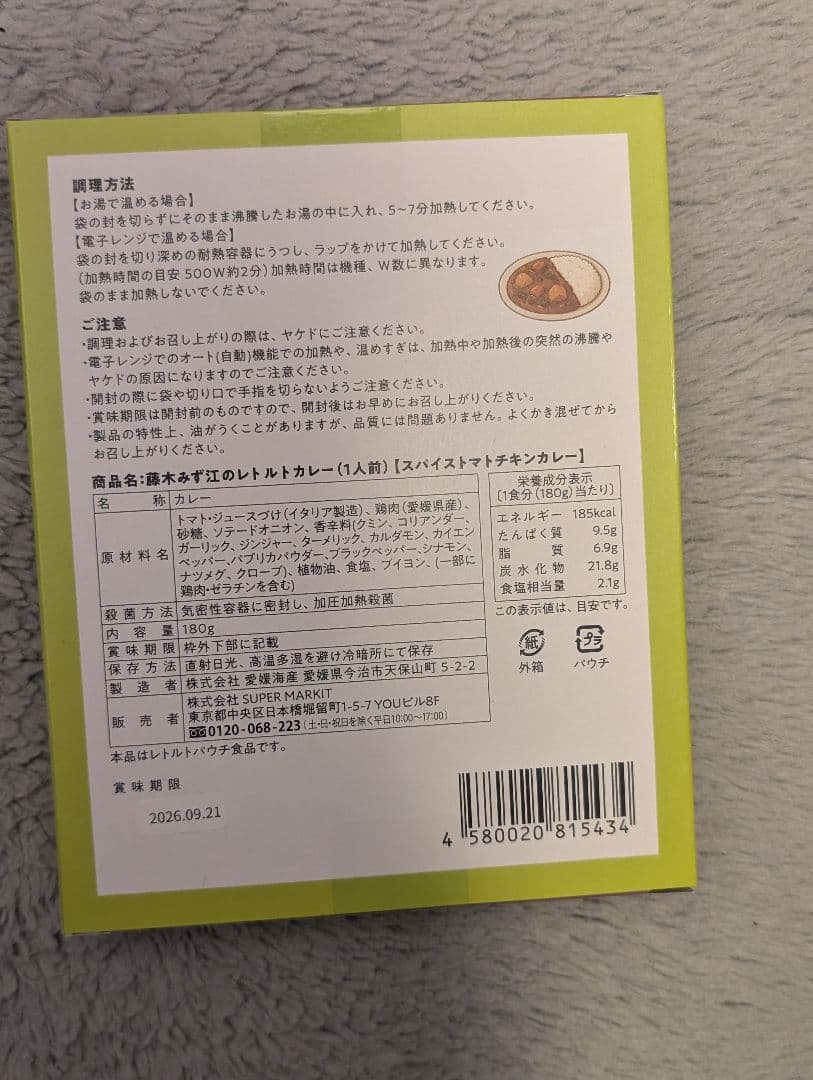 調理方法
【お湯で温める場合】
袋の封を切らずにそのまま沸騰したお湯の中に入れ、5~7分加熱してください。
【電子レンジで温める場合】
袋の封を切り深めの耐熱容器にうつし、ラップをかけて加熱してください。
(加熱時間の目安 500W約2分)加熱時間は機種、W数に異なります。
袋のまま加熱しないでください。
ご注意
・調理およびお召し上がりの際は、ヤケドにご注意ください。
・電子レンジでのオート(自動)機能での加熱や、温めすぎは、加熱中や加熱後の突然の沸騰や
ヤケドの原因になりますのでご注意ください。
・開封の際に袋や切り口で手指を切らないようご注意ください。
・賞味期限は開封前のものですので、開封後はお早めにお召し上がりください。
・製品の特性上、油がうくことがありますが、品質には問題ありません。よくかき混ぜてから
お召し上がりください。
商品名:藤木みず江のレトルトカレー(1人前)【スパイストマトチキンカレー】
名称 カレー
原材料名 トマト・ジュースづけ(イタリア製造)、鶏肉(愛媛県産)、
砂糖、ソテードオニオン、香辛料(クミン、コリアンダー、
ガーリック、ジンジャー、ターメリック、カルダモン、カイエン
ペッパー、パプリカパウダー、ブラックペッパー、シナモン、
ナツメグ、クローブ)、植物油、食塩、ブイヨン、(一部に
鶏肉・ゼラチンを含む)
殺菌方法 気密性容器に密封し、加圧加熱殺菌
内容量 180g
賞味期限 枠外下部に記載
保存方法 直射日光、高温多湿を避け冷暗所にて保存
製造者 株式会社 愛媛海産 愛媛県今治市天保山町 5-2-2
販売者 株式会社 SUPER MARKIT
東京都中央区日本橋堀留町1-5-7 YOUビル8F
0120-068-223(土・日・祝日を除く平日10:00~17:00)
本品はレトルトパウチ食品です。
栄養成分表示
〔1食分(180g)当たり〕
エネルギー 185kcal
たんぱく質 9.5g
脂質 6.9g
炭水化物 21.8g
食塩相当量 2.1g
この表示値は、目安です。
紙 プラ
外箱 パウチ
賞味期限
2026.09.21
4 580020 815434